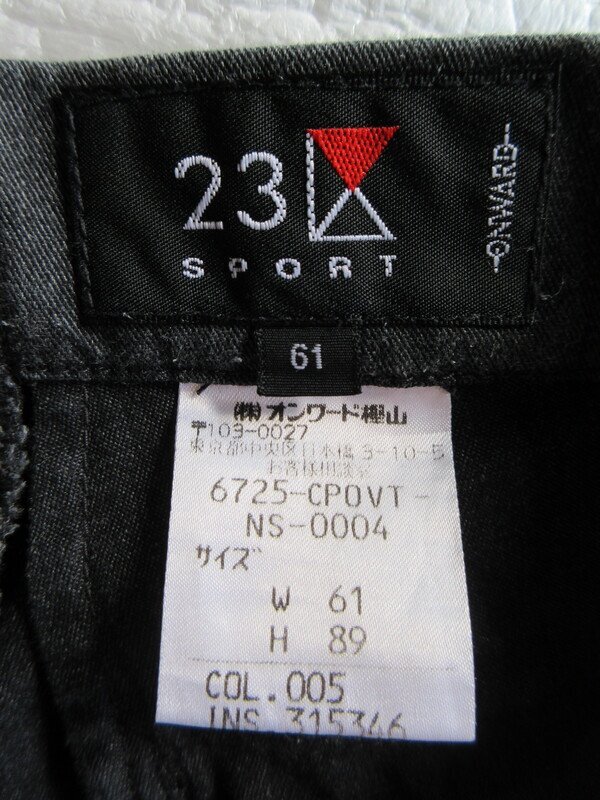 23
SPORT
ONWARD
61
㈱オンワード樫山
〒103-0027
東京都中央区日本橋3-10-5
お客様相談室
6725-CPOVT-
NS-0004
サイズ
W 61
H 89
COL.005
INS 315346